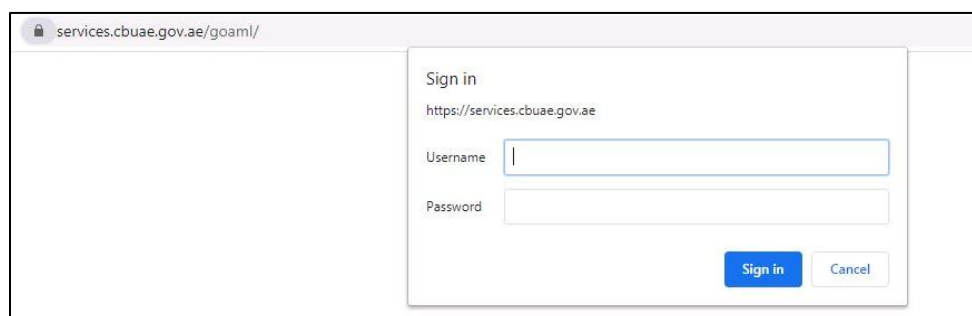 services.cbuae.gov.ae/goaml/
Sign in
https://services.cbuae.gov.ae
Username
Password
Sign in Cancel